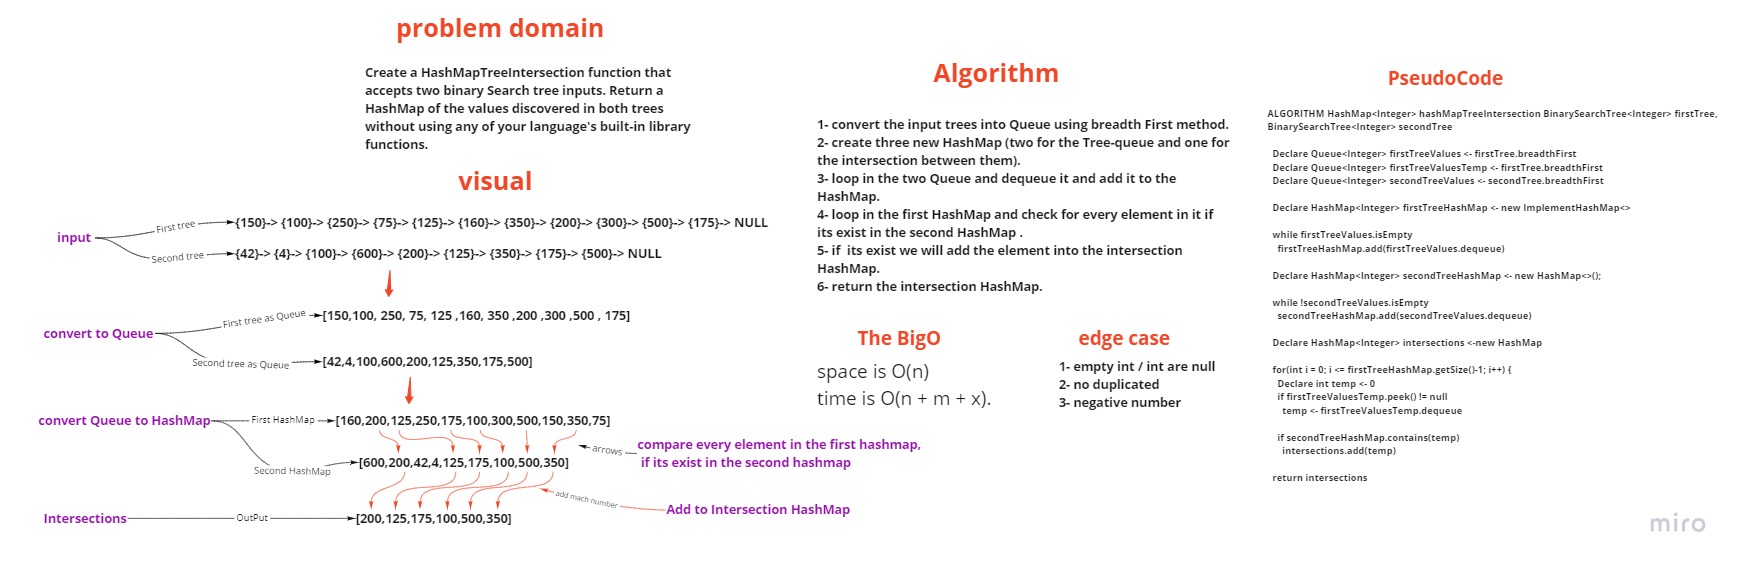 problem domain
Create a HashMapTreeIntersection function that
accepts two binary Search tree inputs. Return a
HashMap of the values discovered in both trees
without using any of your language's built-in library
functions.
visual
input
First tree
{150}-> {100}-> {250}-> {75}-> {125}-> {160}-> {350}-> {200}-> {300}-> {500}-> {175}-> NULL
Second tree
{42}-> {4}-> {100}-> {600}-> {200}-> {125}-> {350}-> {175}-> {500}-> NULL
convert to Queue
First tree as Queue
[150,100, 250, 75, 125 ,160, 350 ,200 ,300 ,500 , 175]
Second tree as Queue
[42,4,100,600,200,125,350,175,500]
convert Queue to HashMap
First HashMap
[160,200,125,250,175,100,300,500,150,350,75]
Second HashMap
[600,200,42,4,125,175,100,500,350]
arrows
compare every element in the first hashmap,
if its exist in the second hashmap
add mach number
Add to Intersection HashMap
Intersections
OutPut
[200,125,175,100,500,350]
Algorithm
1- convert the input trees into Queue using breadth First method.
2- create three new HashMap (two for the Tree-queue and one for
the intersection between them).
3- loop in the two Queue and dequeue it and add it to the
HashMap.
4- loop in the first HashMap and check for every element in it if
its exist in the second HashMap .
5- if  its exist we will add the element into the intersection
HashMap.
6- return the intersection HashMap.
The BigO
space is O(n)
time is O(n + m + x).
edge case
1- empty int / int are null
2- no duplicated
3- negative number
PseudoCode
ALGORITHM HashMap<Integer> hashMapTreeIntersection BinarySearchTree<Integer> firstTree,
BinarySearchTree<Integer> secondTree
Declare Queue<Integer> firstTreeValues <- firstTree.breadthFirst
Declare Queue<Integer> firstTreeValuesTemp <- firstTree.breadthFirst
Declare Queue<Integer> secondTreeValues <- secondTree.breadthFirst
Declare HashMap<Integer> firstTreeHashMap <- new ImplementHashMap<>
while firstTreeValues.isEmpty
firstTreeHashMap.add(firstTreeValues.dequeue)
Declare HashMap<Integer> secondTreeHashMap <- new HashMap<>();
while !secondTreeValues.isEmpty
secondTreeHashMap.add(secondTreeValues.dequeue)
Declare HashMap<Integer> intersections <-new HashMap
for(int i = 0; i <= firstTreeHashMap.getSize()-1; i++) {
Declare int temp <- 0
if firstTreeValuesTemp.peek() != null
temp <- firstTreeValuesTemp.dequeue
if secondTreeHashMap.contains(temp)
intersections.add(temp)
return intersections
miro